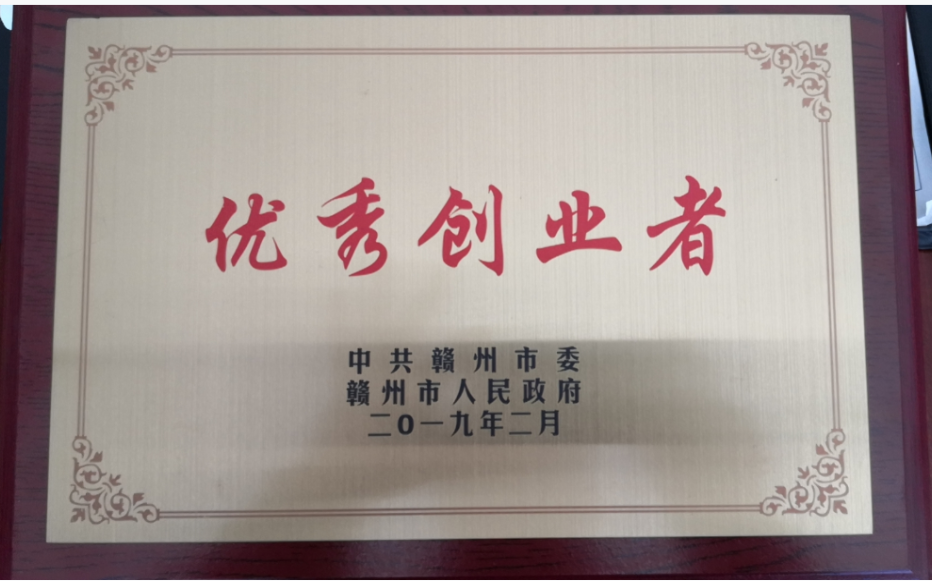 优秀创业者
中共赣州市委
赣州市人民政府
二0一九年二月